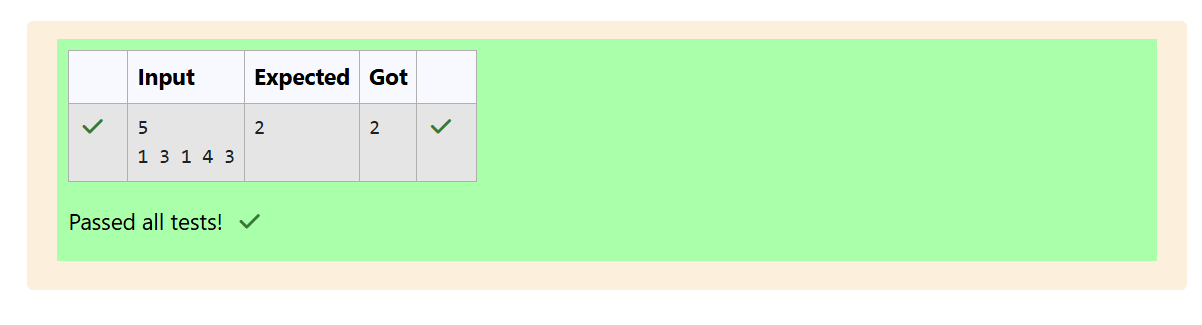 Input Expected Got
5 2 2
1 3 1 4 3
Passed all tests!